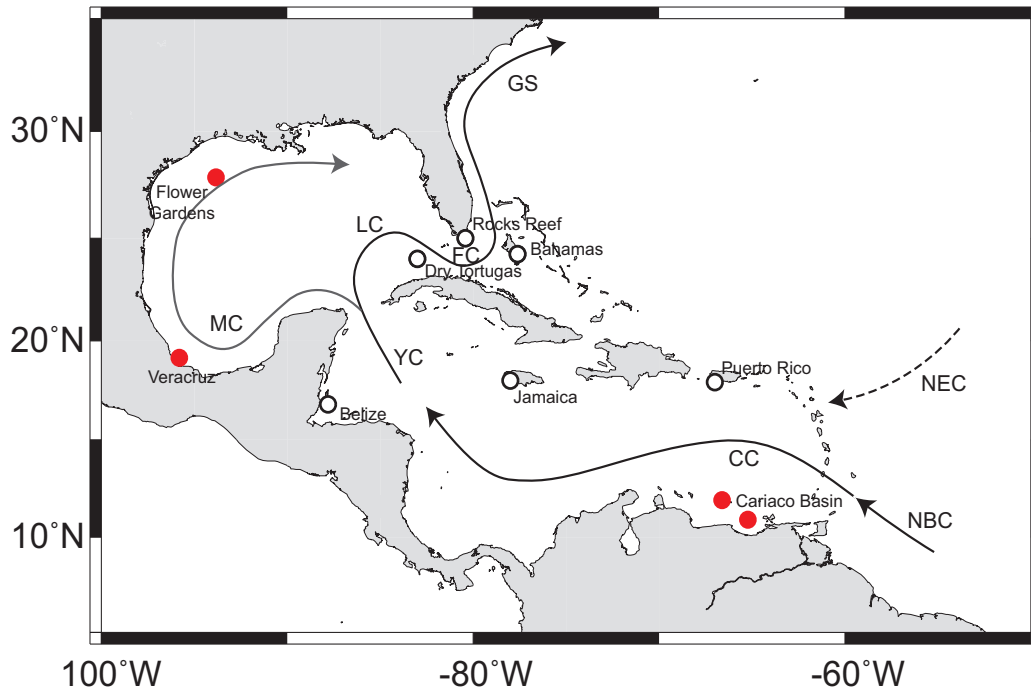 GS
30°N
Flower
Gardens
LC
Rocks Reef
FC
Bahamas
Dry Tortugas
MC
20°N
YC
Veracruz
Puerto Rico
NEC
Jamaica
Belize
CC
Cariaco Basin
NBC
10°N
100°W
-80°W
-60°W